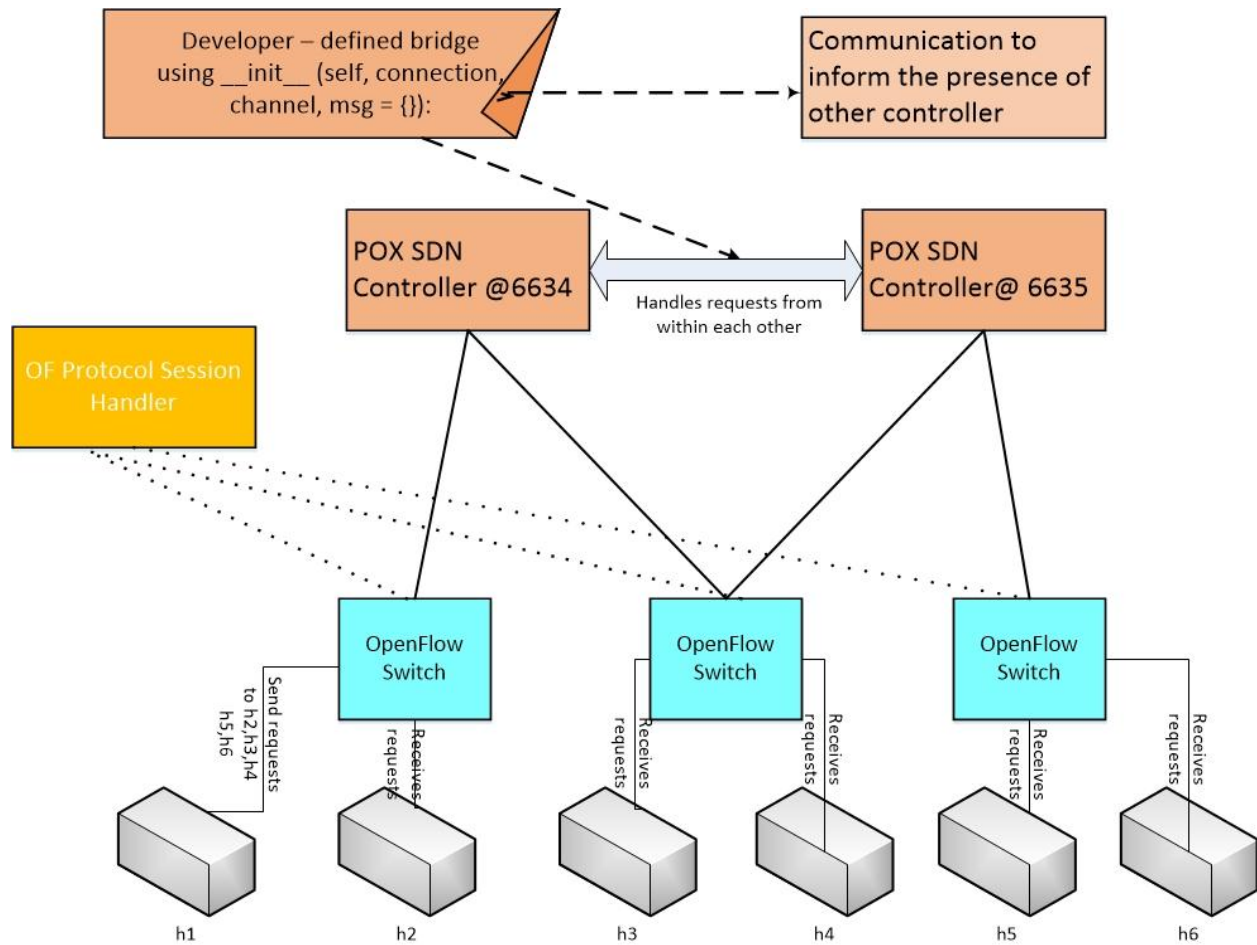 Developer – defined bridge
using __init__ (self, connection,
channel, msg = {}):
Communication to
inform the presence of
other controller
POX SDN
Controller @6634
POX SDN
Controller@ 6635
Handles requests from
within each other
OF Protocol Session
Handler
OpenFlow
Switch
OpenFlow
Switch
OpenFlow
Switch
Send requests
to h2,h3,h4
h5,h6
Receives
requests
Receives
requests
Receives
requests
Receives
requests
Receives
requests
h1
h2
h3
h4
h5
h6